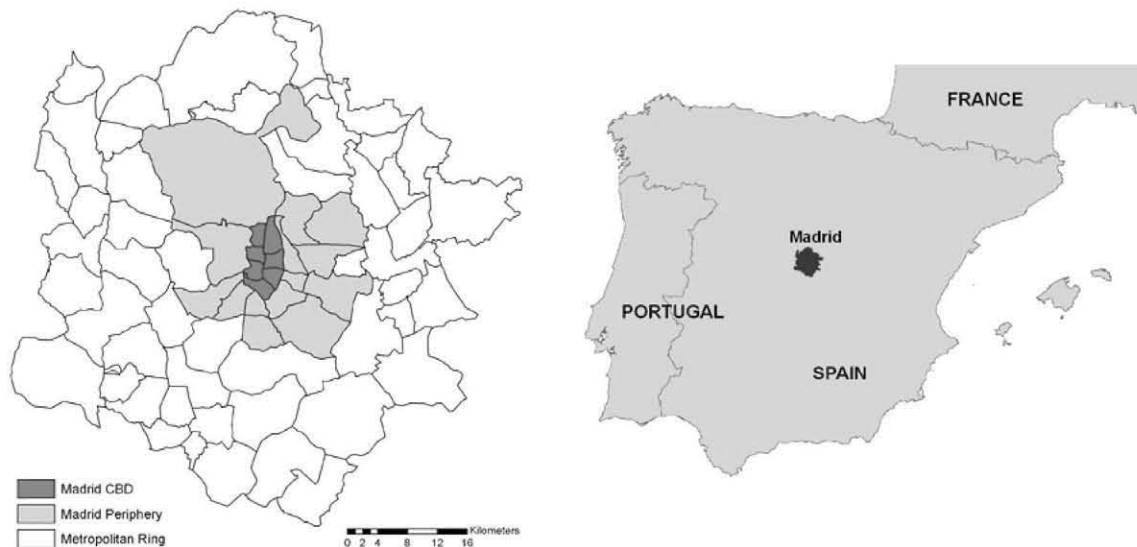 FRANCE
Madrid
PORTUGAL
SPAIN
Madrid CBD
Madrid Periphery
Metropolitan Ring
Kilometers
0 2 4 8 12 16